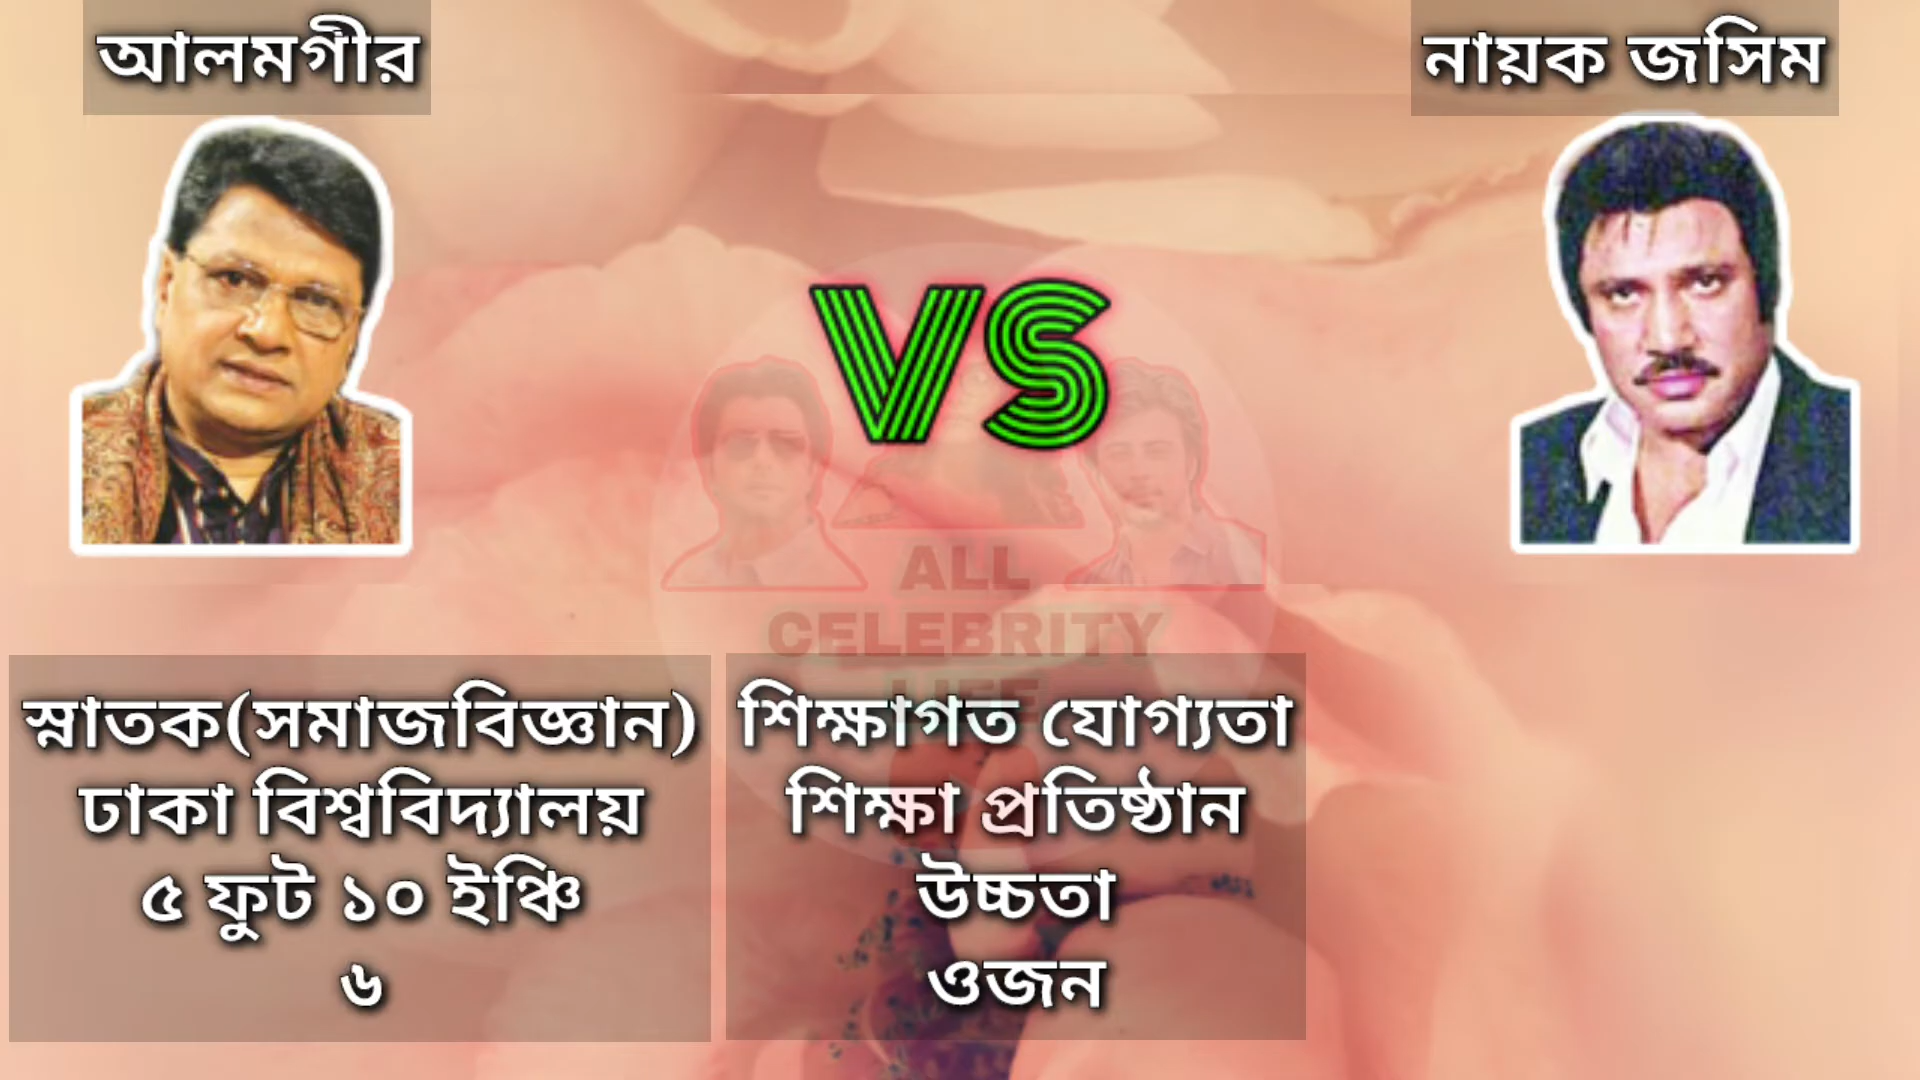 আলমগীর
নায়ক জসিম
VS
ALL
CELEBRITY
LIFE
স্নাতক(সমাজবিজ্ঞান)
ঢাকা বিশ্ববিদ্যালয়
৫ ফুট ১০ ইঞ্চি
৬
শিক্ষাগত যোগ্যতা
শিক্ষা প্রতিষ্ঠান
উচ্চতা
ওজন